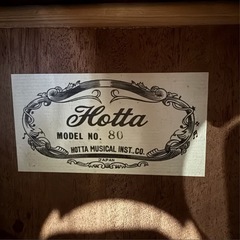 Hotta
MODEL NO. 80
HOTTA MUSICAL INST. CO.
JAPAN